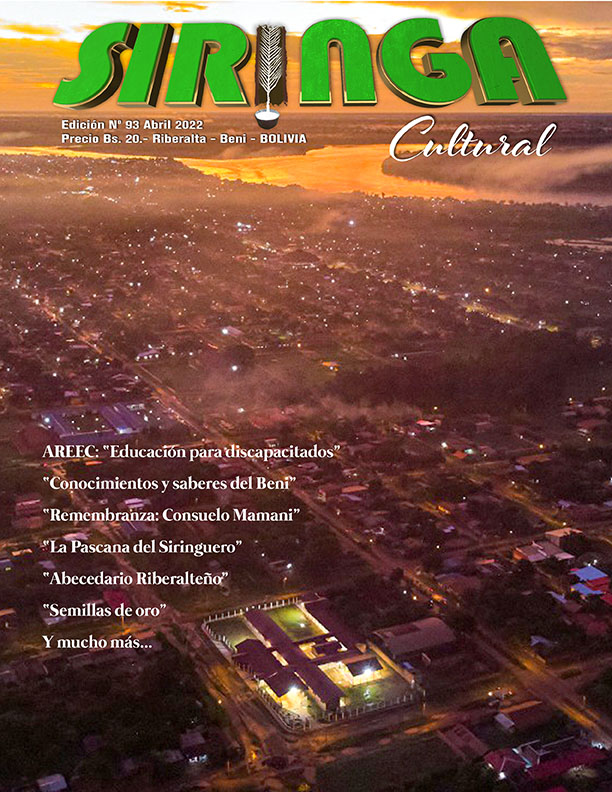 SIRINGA
Cultural
Edición Nº 93 Abril 2022
Precio Bs. 20.- Riberalta - Beni - BOLIVIA
AREEC: "Educación para discapacitados"
"Conocimientos y saberes del Beni"
"Remembranza: Consuelo Mamani"
"La Pascana del Siringuero"
"Abecedario Riberalteño"
"Semillas de oro"
Y mucho más...